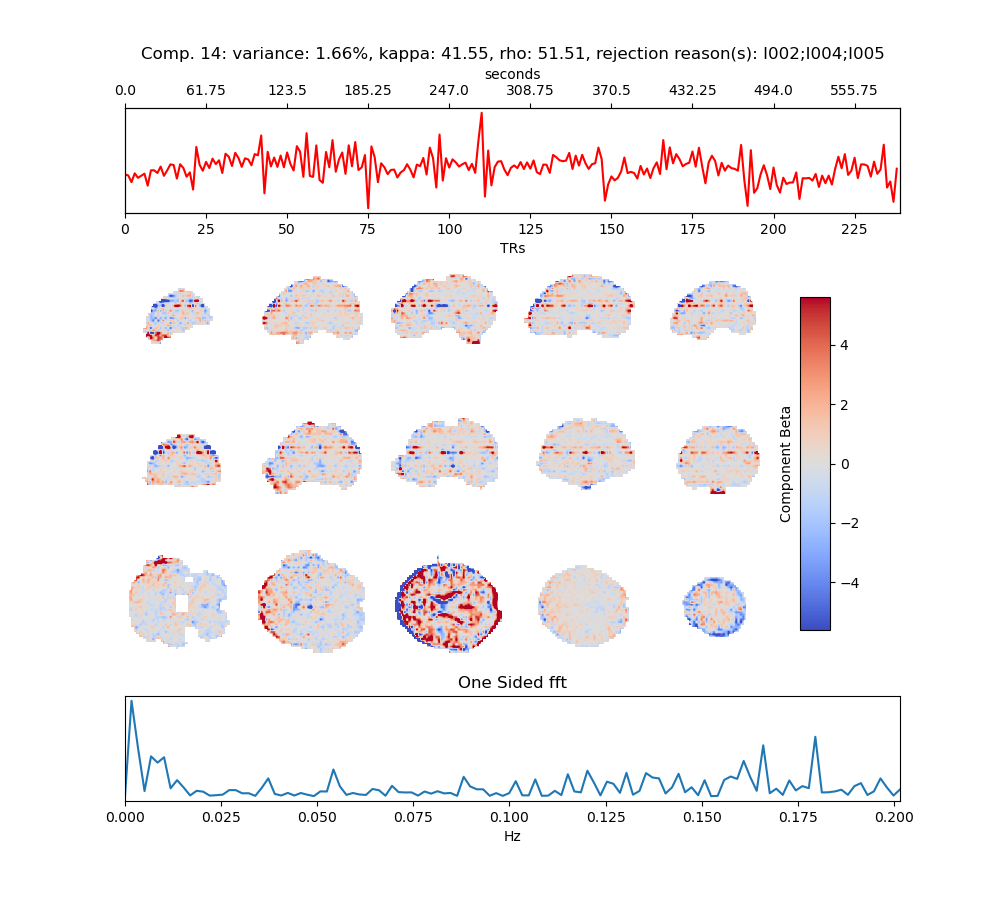 Comp. 14: variance: 1.66%, kappa: 41.55, rho: 51.51, rejection reason(s): I002;I004;I005
seconds
0.0 61.75 123.5 185.25 247.0 308.75 370.5 432.25 494.0 555.75
0 25 50 75 100 125 150 175 200 225
TRs
4
2
0
−2
−4
Component Beta
One Sided fft
0.000 0.025 0.050 0.075 0.100 0.125 0.150 0.175 0.200
Hz